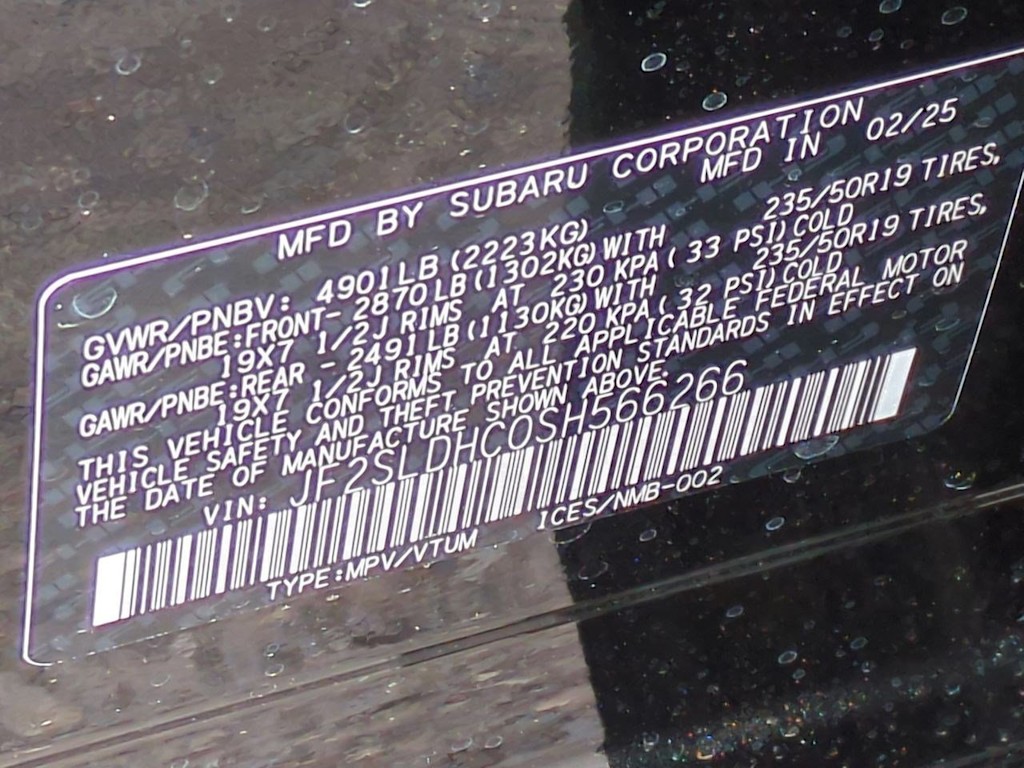 MFD BY SUBARU CORPORATION
MFD IN 02/25
GVWR/PNBV: 4901LB (2223KG)
GAWR/PNBE:FRONT- 2870LB (1302KG) WITH 235/50R19 TIRES,
19X7 1/2J RIMS AT 230 KPA ( 33 PSI) COLD
GAWR/PNBE:REAR - 2491LB (1130KG) WITH 235/50R19 TIRES,
19X7 1/2J RIMS AT 220 KPA ( 32 PSI) COLD
THIS VEHICLE CONFORMS TO ALL APPLICABLE FEDERAL MOTOR
VEHICLE SAFETY AND THEFT PREVENTION STANDARDS IN EFFECT ON
THE DATE OF MANUFACTURE SHOWN ABOVE.
VIN: JF2SLDHC0SH566266
TYPE:MPV/VTUM ICES/NMB-002